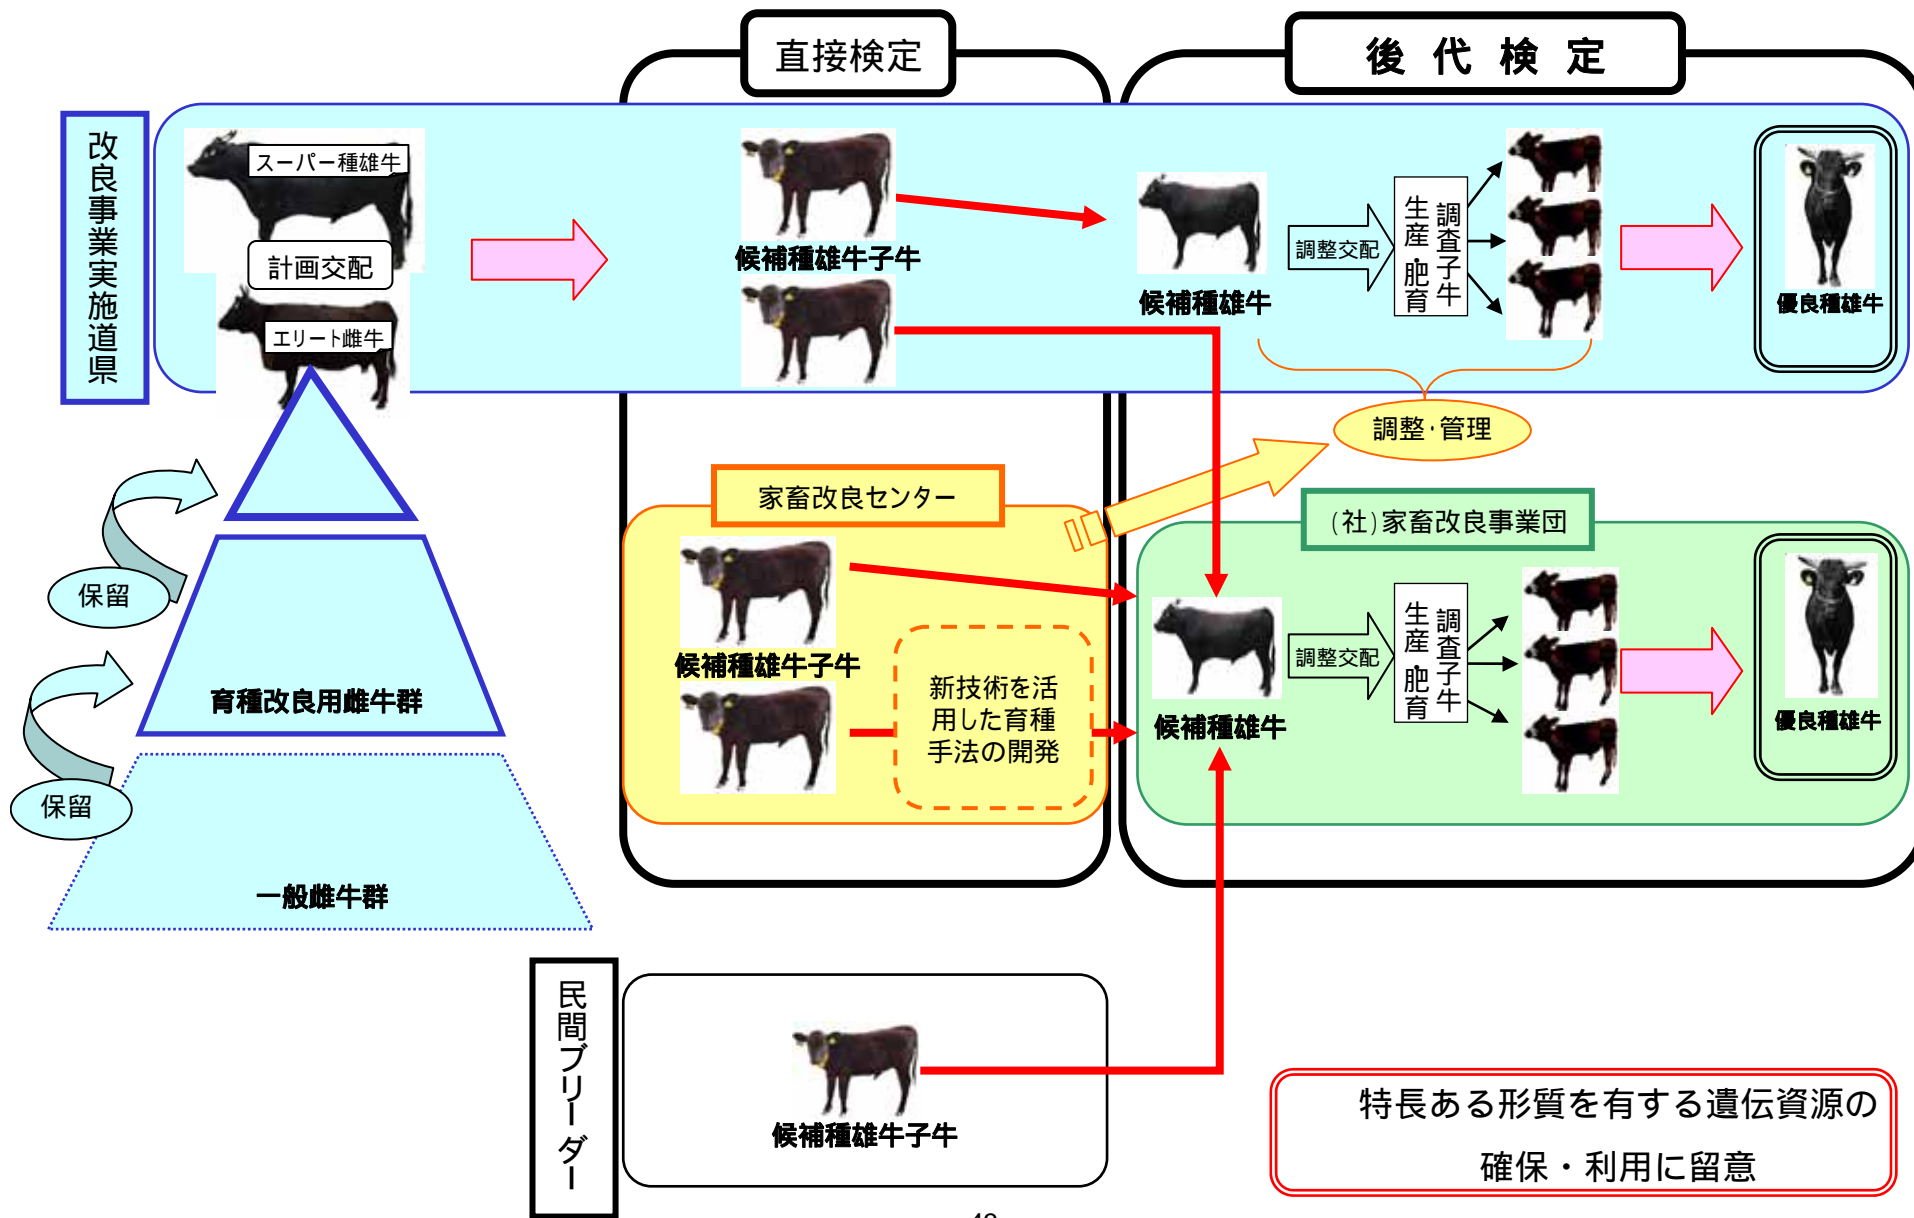 直接検定
後代検定
改良事業実施道県
スーパー種雄牛
計画交配
エリート雌牛
候補種雄牛子牛
候補種雄牛
調整交配
調査子牛
生産・肥育
優良種雄牛
調整・管理
家畜改良センター
(社)家畜改良事業団
保留
育種改良用雌牛群
候補種雄牛子牛
新技術を活
用した育種
手法の開発
候補種雄牛
調整交配
調査子牛
生産・肥育
優良種雄牛
保留
一般雌牛群
民間ブリーダー
候補種雄牛子牛
特長ある形質を有する遺伝資源の
確保・利用に留意